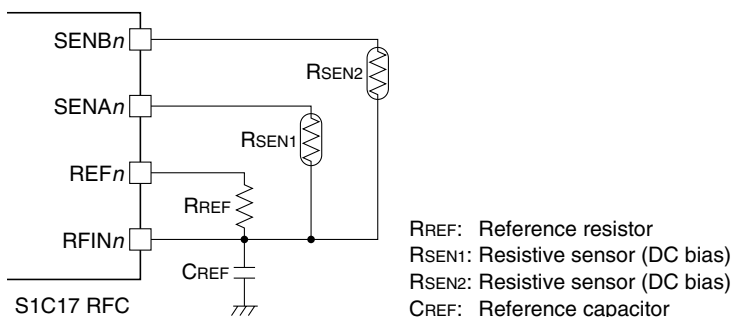 SENBn
RSEN2
SENAn
RSEN1
REFn
RREF
RFINn
CREF
S1C17 RFC
RREF: Reference resistor
RSEN1: Resistive sensor (DC bias)
RSEN2: Resistive sensor (DC bias)
CREF: Reference capacitor